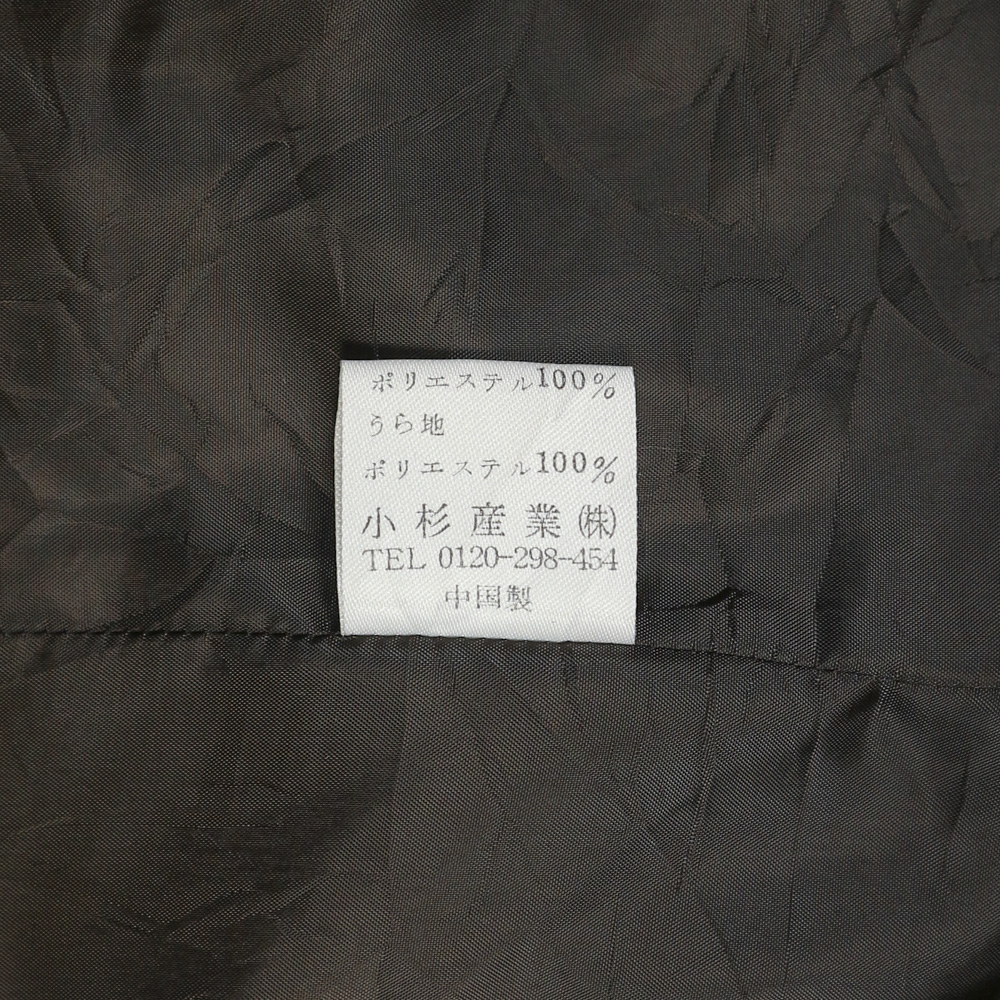 ポリエステル100%
うら地
ポリエステル100%
小杉産業㈱
TEL 0120-298-454
中国製